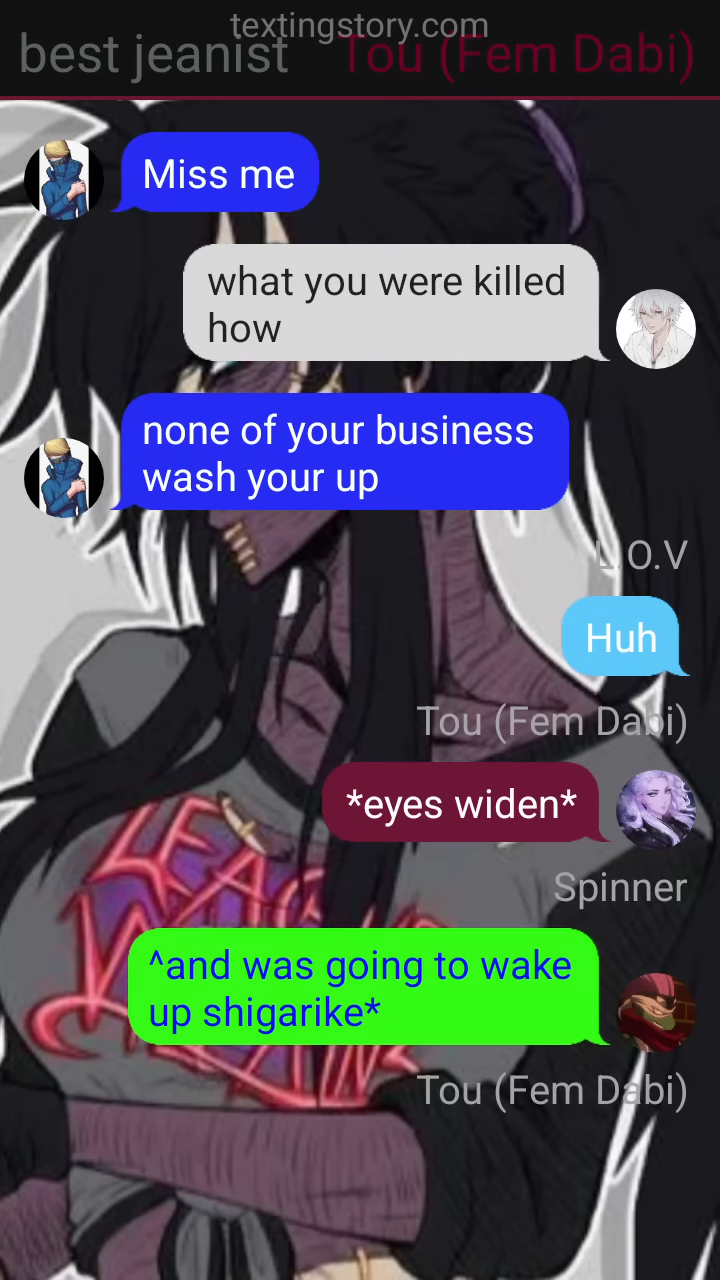 textingstory.com
best jeanist Tou (Fem Dabi)
Miss me
what you were killed
how
none of your business
wash your up
L.O.V
Huh
Tou (Fem Dabi)
*eyes widen*
Spinner
^and was going to wake
up shigarike*
LEAGUE
Tou (Fem Dabi)